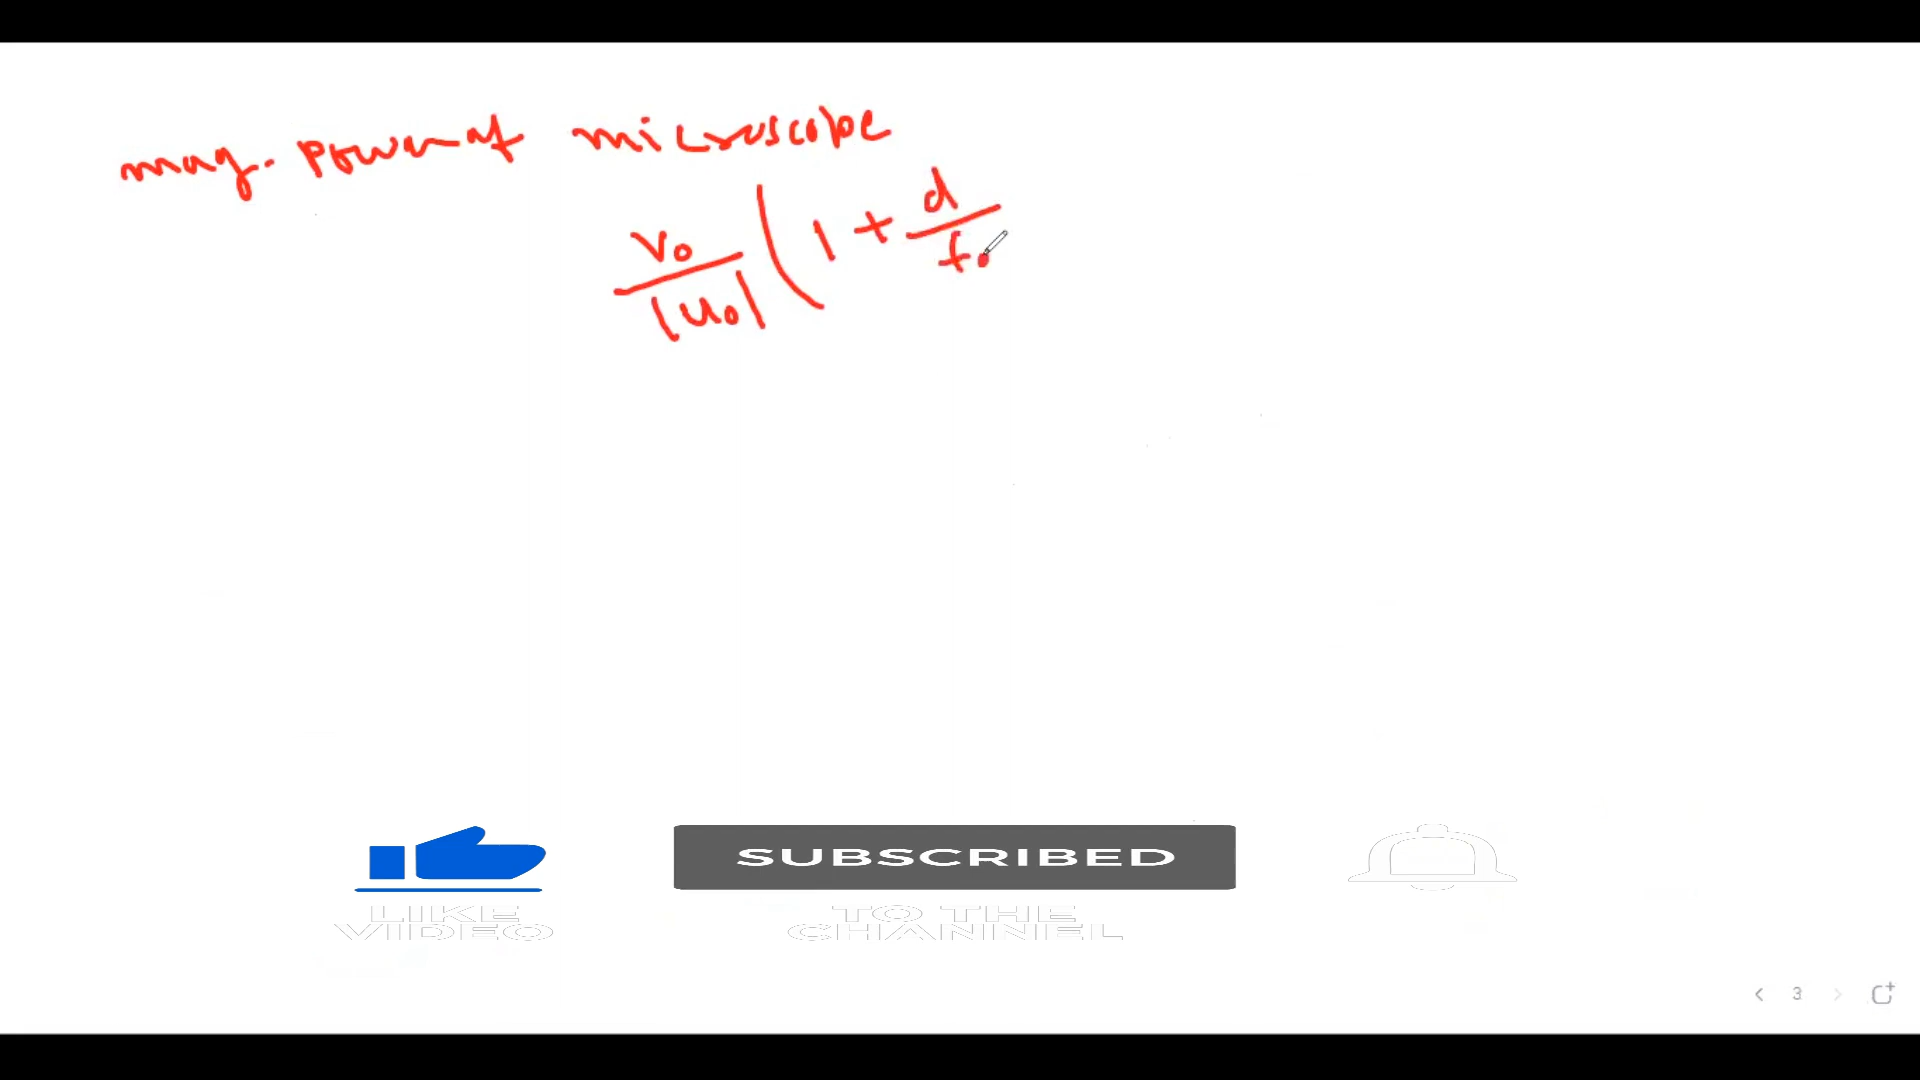 mag. Power of microscope
v₀/|u₀| (1 + d/f₀
SUBSCRIBED
LIKE
VIDEO
TO THE
CHANNEL
3